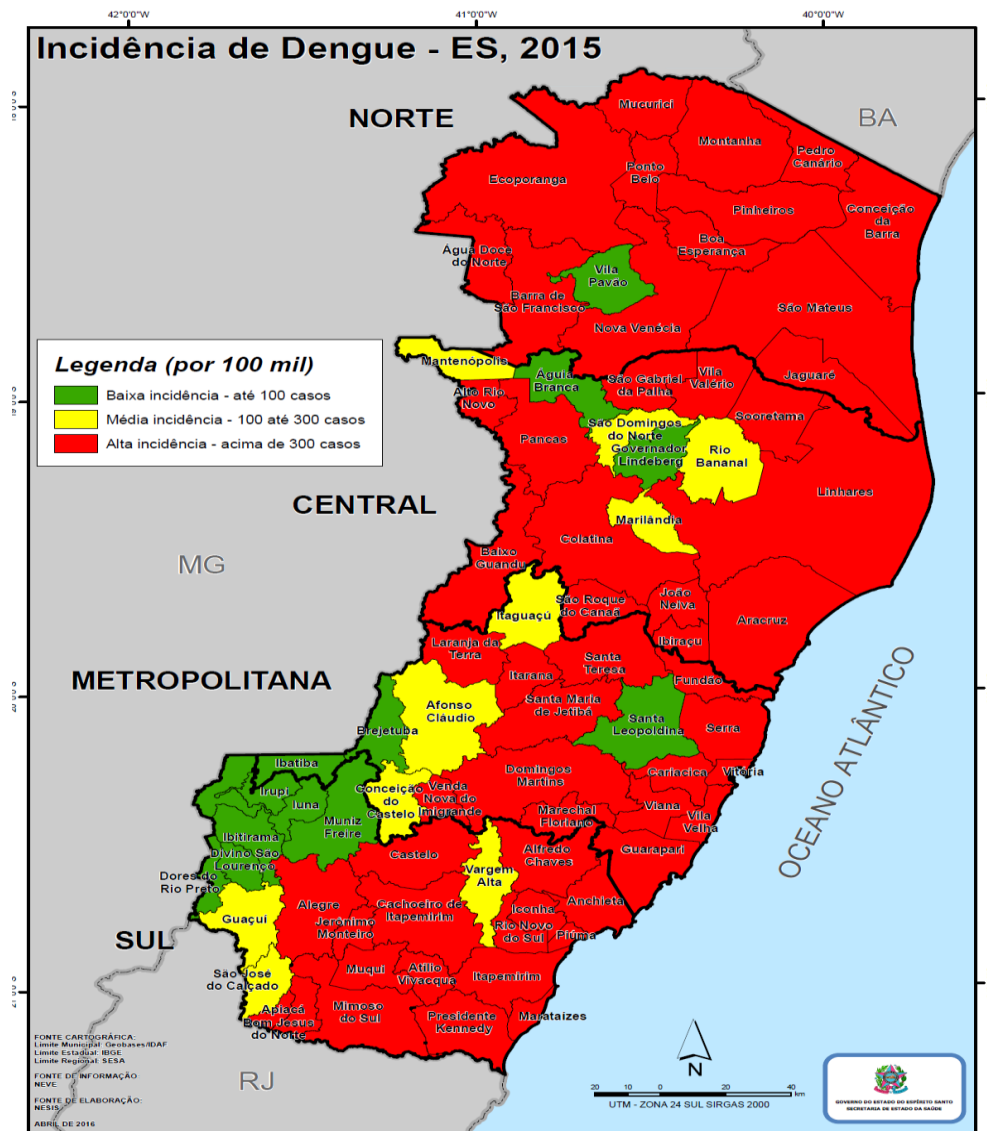 42°0'0"W
41°0'0"W
40°0'0"W
Incidência de Dengue - ES, 2015
NORTE
BA
Mucurici
Montanha
Pedro
Canário
Ponto
Belo
Ecoporanga
Pinheiros
Conceição
da
Barra
Boa
Esperança
Água Doce
do Norte
Vila
Pavão
Barra de
São Francisco
São Mateus
Nova Venécia
Legenda (por 100 mil)
Baixa incidência - até 100 casos
Média incidência - 100 até 300 casos
Alta incidência - acima de 300 casos
Mantenópolis
Águia
Branca
São Gabriel
da Palha
Vila
Valério
Jaguaré
Alto Rio
Novo
Sooretama
Pancas
São Domingos
do Norte
Governador
Lindeberg
Rio
Bananal
Linhares
CENTRAL
Marilândia
Colatina
MG
Baixo
Guandu
Itaguaçú
São Roque
do Canaã
João
Neiva
Aracruz
Ibiraçu
Laranja da
Terra
Itarana
Santa
Teresa
METROPOLITANA
Fundão
Afonso
Cláudio
Santa Maria
de Jetibá
Santa
Leopoldina
Serra
Brejetuba
OCEANO ATLÂNTICO
Ibatiba
Domingos
Martins
Cariacica
Vitória
Irupi
Iuna
Conceição
do
Castelo
Venda
Nova do
Imigrante
Viana
Vila
Velha
Muniz
Freire
Marechal
Floriano
Ibitirama
Guarapari
Divino São
Lourenço
Castelo
Alfredo
Chaves
Dores do
Rio Preto
Vargem
Alta
Alegre
Cachoeiro de
Itapemirim
Anchieta
Iconha
Guaçuí
Jerônimo
Monteiro
Rio Novo
do Sul
Piúma
SUL
São José
do Calçado
Muqui
Atílio
Vivacqua
Itapemirim
Apiacá
Bom Jesus
do Norte
Mimoso
do Sul
Presidente
Kennedy
Marataízes
FONTE CARTOGRÁFICA:
Limite Municipal: Geobases/IDAF
Limite Estadual: IBGE
Limite Regional: SESA
FONTE DE INFORMAÇÃO
NEVE
FONTE DE ELABORAÇÃO:
NESIS
ABRIL DE 2016
RJ
N
20 10 0 20 40
km
UTM - ZONA 24 SUL SIRGAS 2000
GOVERNO DO ESTADO DO ESPÍRITO SANTO
SECRETARIA DE ESTADO DA SAÚDE